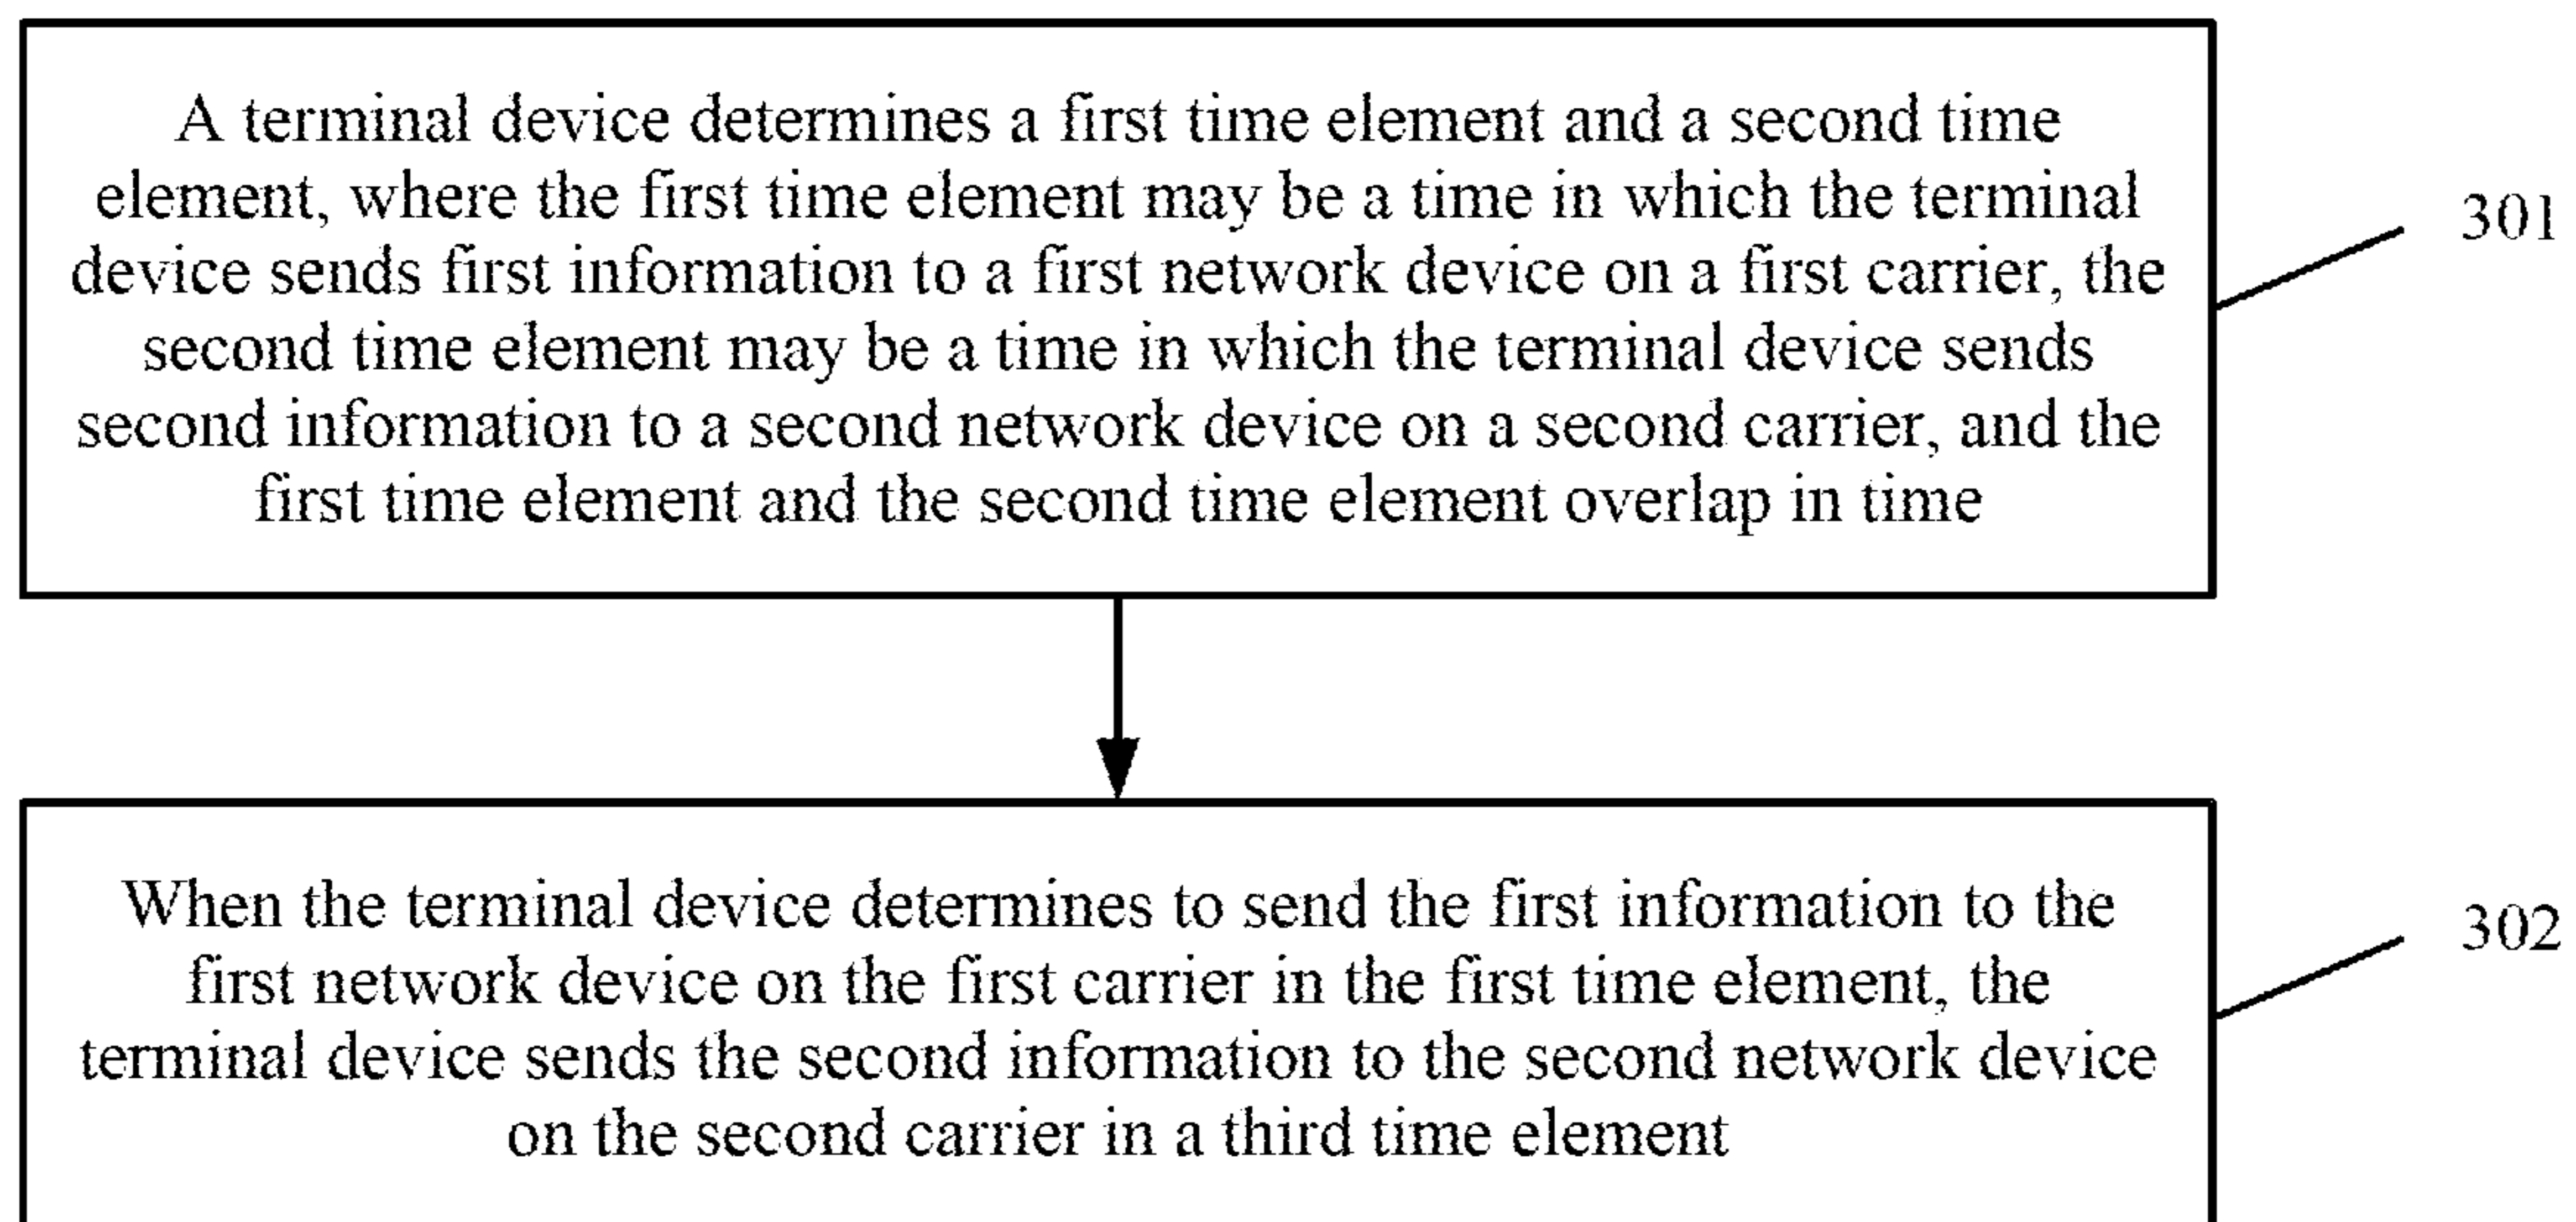 A terminal device determines a first time element and a second time
element, where the first time element may be a time in which the terminal
device sends first information to a first network device on a first carrier, the
second time element may be a time in which the terminal device sends
second information to a second network device on a second carrier, and the
first time element and the second time element overlap in time
301
When the terminal device determines to send the first information to the
first network device on the first carrier in the first time element, the
terminal device sends the second information to the second network device
on the second carrier in a third time element
302